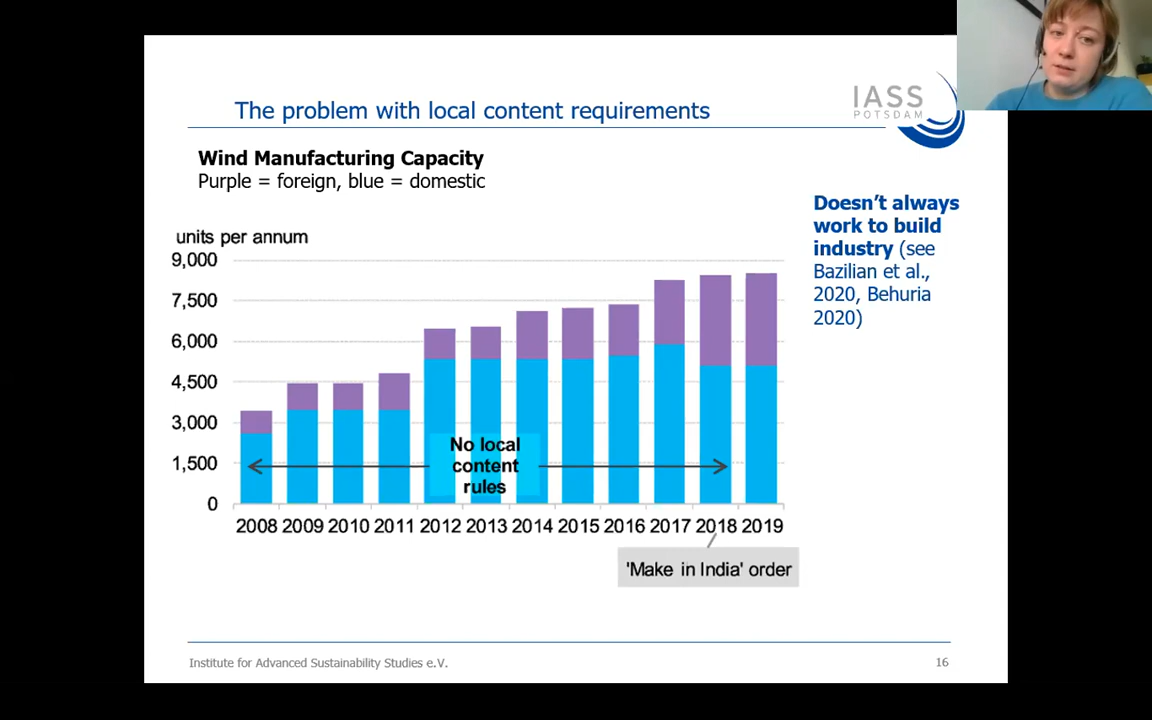 The problem with local content requirements
IASS
POTSDAM
Wind Manufacturing Capacity
Purple = foreign, blue = domestic
Doesn’t always
work to build
industry (see
Bazilian et al.,
2020, Behuria
2020)
units per annum
9,000
7,500
6,000
4,500
3,000
1,500
0
No local
content
rules
2008 2009 2010 2011 2012 2013 2014 2015 2016 2017 2018 2019
'Make in India' order
Institute for Advanced Sustainability Studies e.V.
16